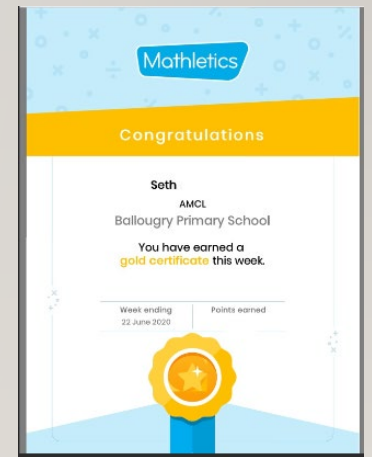 Mathletics
Congratulations
Seth
AMCL
Ballougry Primary School
You have earned a
gold certificate this week.
Week ending
Points earned
22 June 2020